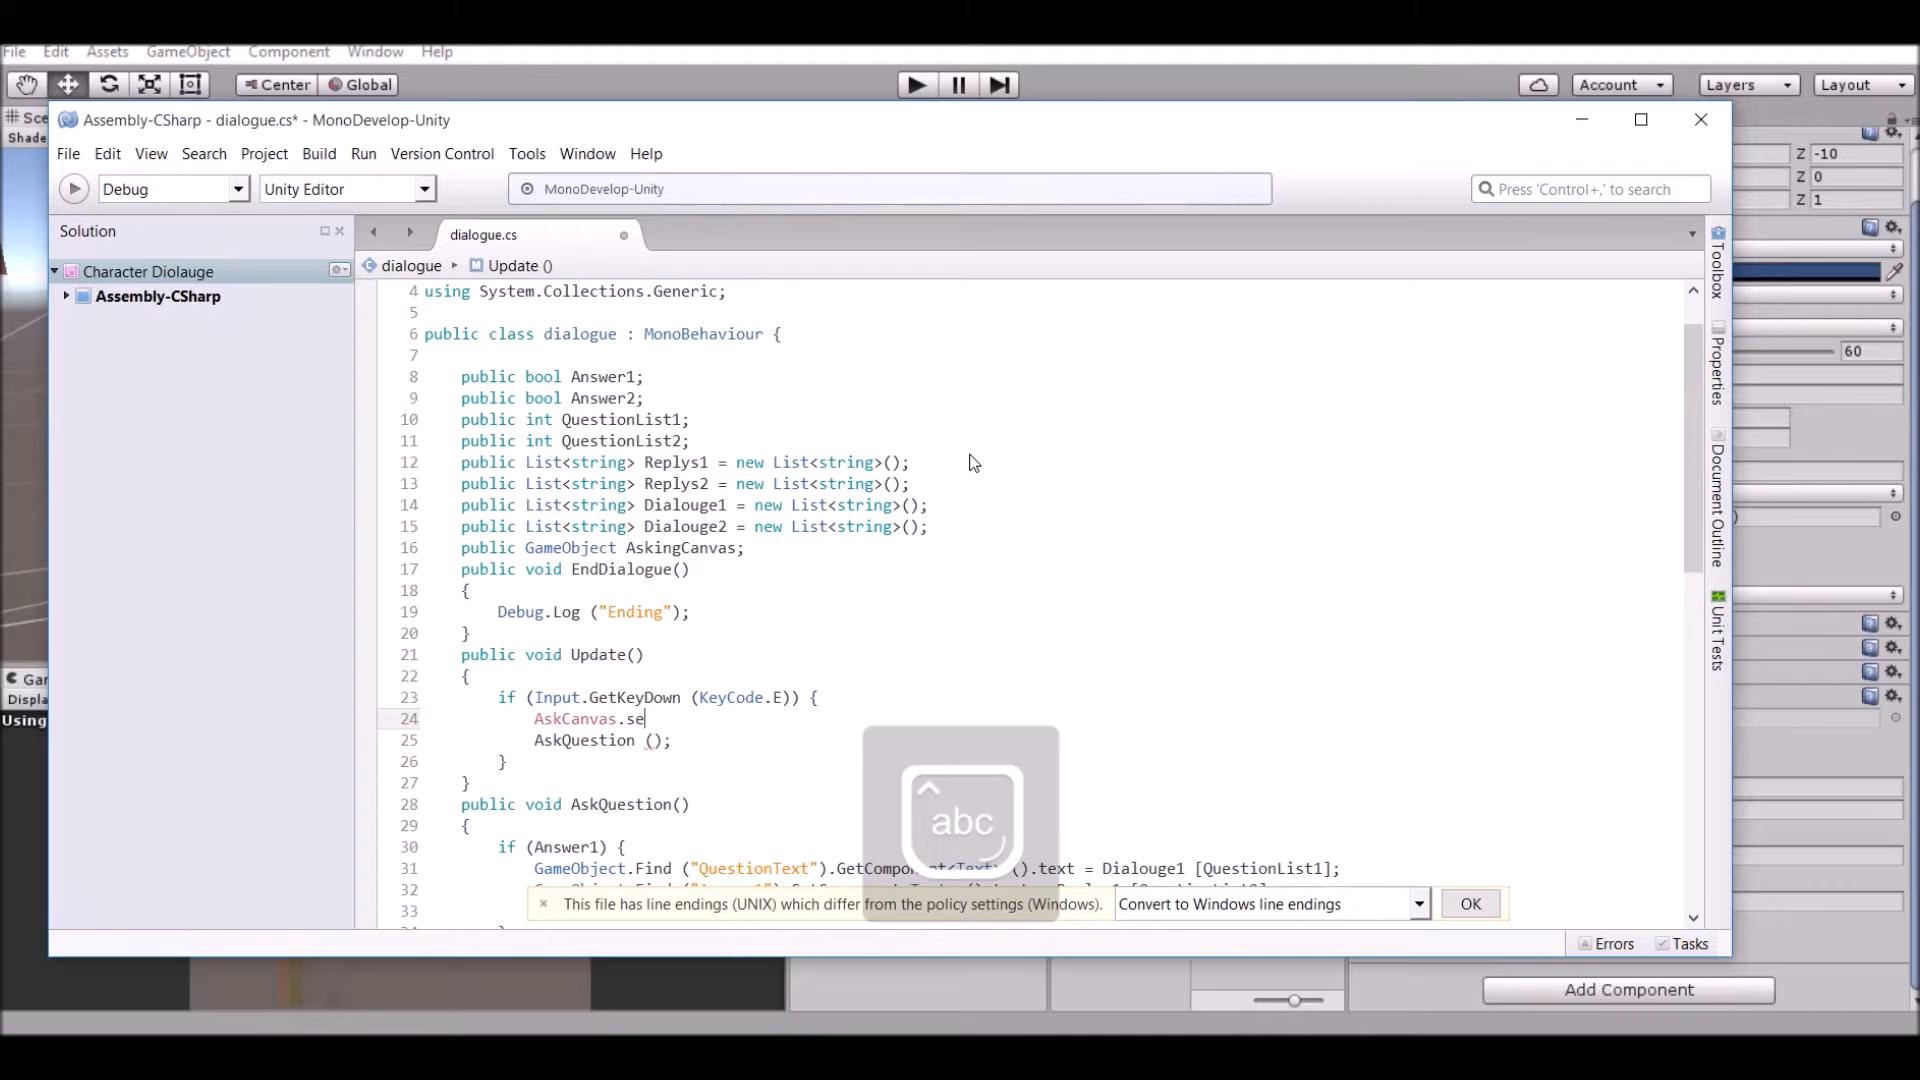 File Edit Assets GameObject Component Window Help
Center Global Account Layers Layout
Sce
Shade
Assembly-CSharp - dialogue.cs* - MonoDevelop-Unity
File Edit View Search Project Build Run Version Control Tools Window Help
Debug Unity Editor MonoDevelop-Unity Press 'Control+,' to search
Solution
dialogue.cs
Character Diolauge
Assembly-CSharp
dialogue Update ()
4 using System.Collections.Generic;
5
6 public class dialogue : MonoBehaviour {
7
8 public bool Answer1;
9 public bool Answer2;
10 public int QuestionList1;
11 public int QuestionList2;
12 public List<string> Replys1 = new List<string>();
13 public List<string> Replys2 = new List<string>();
14 public List<string> Dialouge1 = new List<string>();
15 public List<string> Dialouge2 = new List<string>();
16 public GameObject AskingCanvas;
17 public void EndDialogue()
18 {
19 Debug.Log ("Ending");
20 }
21 public void Update()
22 {
23 if (Input.GetKeyDown (KeyCode.E)) {
24 AskCanvas.se
25 AskQuestion ();
26 }
27 }
28 public void AskQuestion()
29 {
30 if (Answer1) {
31 GameObject.Find ("QuestionText").GetComponent<Text> ().text = Dialouge1 [QuestionList1];
32
33
abc
This file has line endings (UNIX) which differ from the policy settings (Windows). Convert to Windows line endings OK
Errors Tasks
Toolbox
Properties
Document Outline
Unit Tests
Z -10
Z 0
Z 1
60
Gar
Displa
Using
Add Component